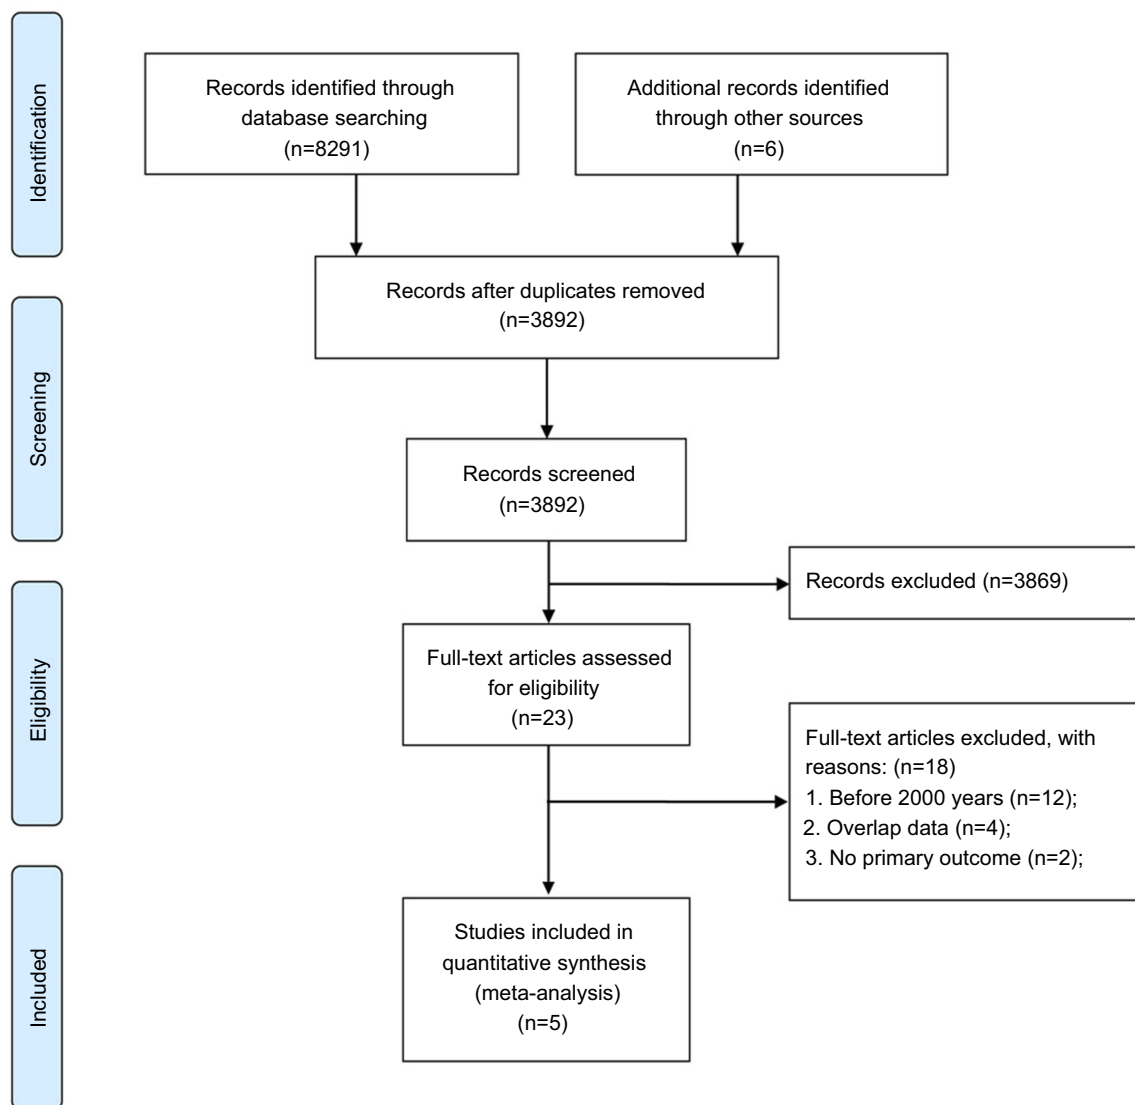 Identification
Records identified through
database searching
(n=8291)
Additional records identified
through other sources
(n=6)
Records after duplicates removed
(n=3892)
Screening
Records screened
(n=3892)
Records excluded (n=3869)
Eligibility
Full-text articles assessed
for eligibility
(n=23)
Full-text articles excluded, with
reasons: (n=18)
1. Before 2000 years (n=12);
2. Overlap data (n=4);
3. No primary outcome (n=2);
Included
Studies included in
quantitative synthesis
(meta-analysis)
(n=5)